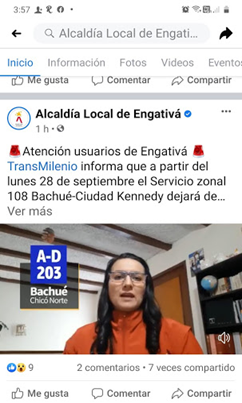 3:57
Alcaldía Local de Engati...
Inicio Información Fotos Videos Eventos
Me gusta Comentar Compartir
Alcaldía Local de Engativá
1 h
Atención usuarios de Engativá
TransMilenio informa que a partir del
lunes 28 de septiembre el Servicio zonal
108 Bachué-Ciudad Kennedy dejará de...
Ver más
A-D
203
Bachué
Chicó Norte
9 2 comentarios • 7 veces compartido
Me gusta Comentar Compartir